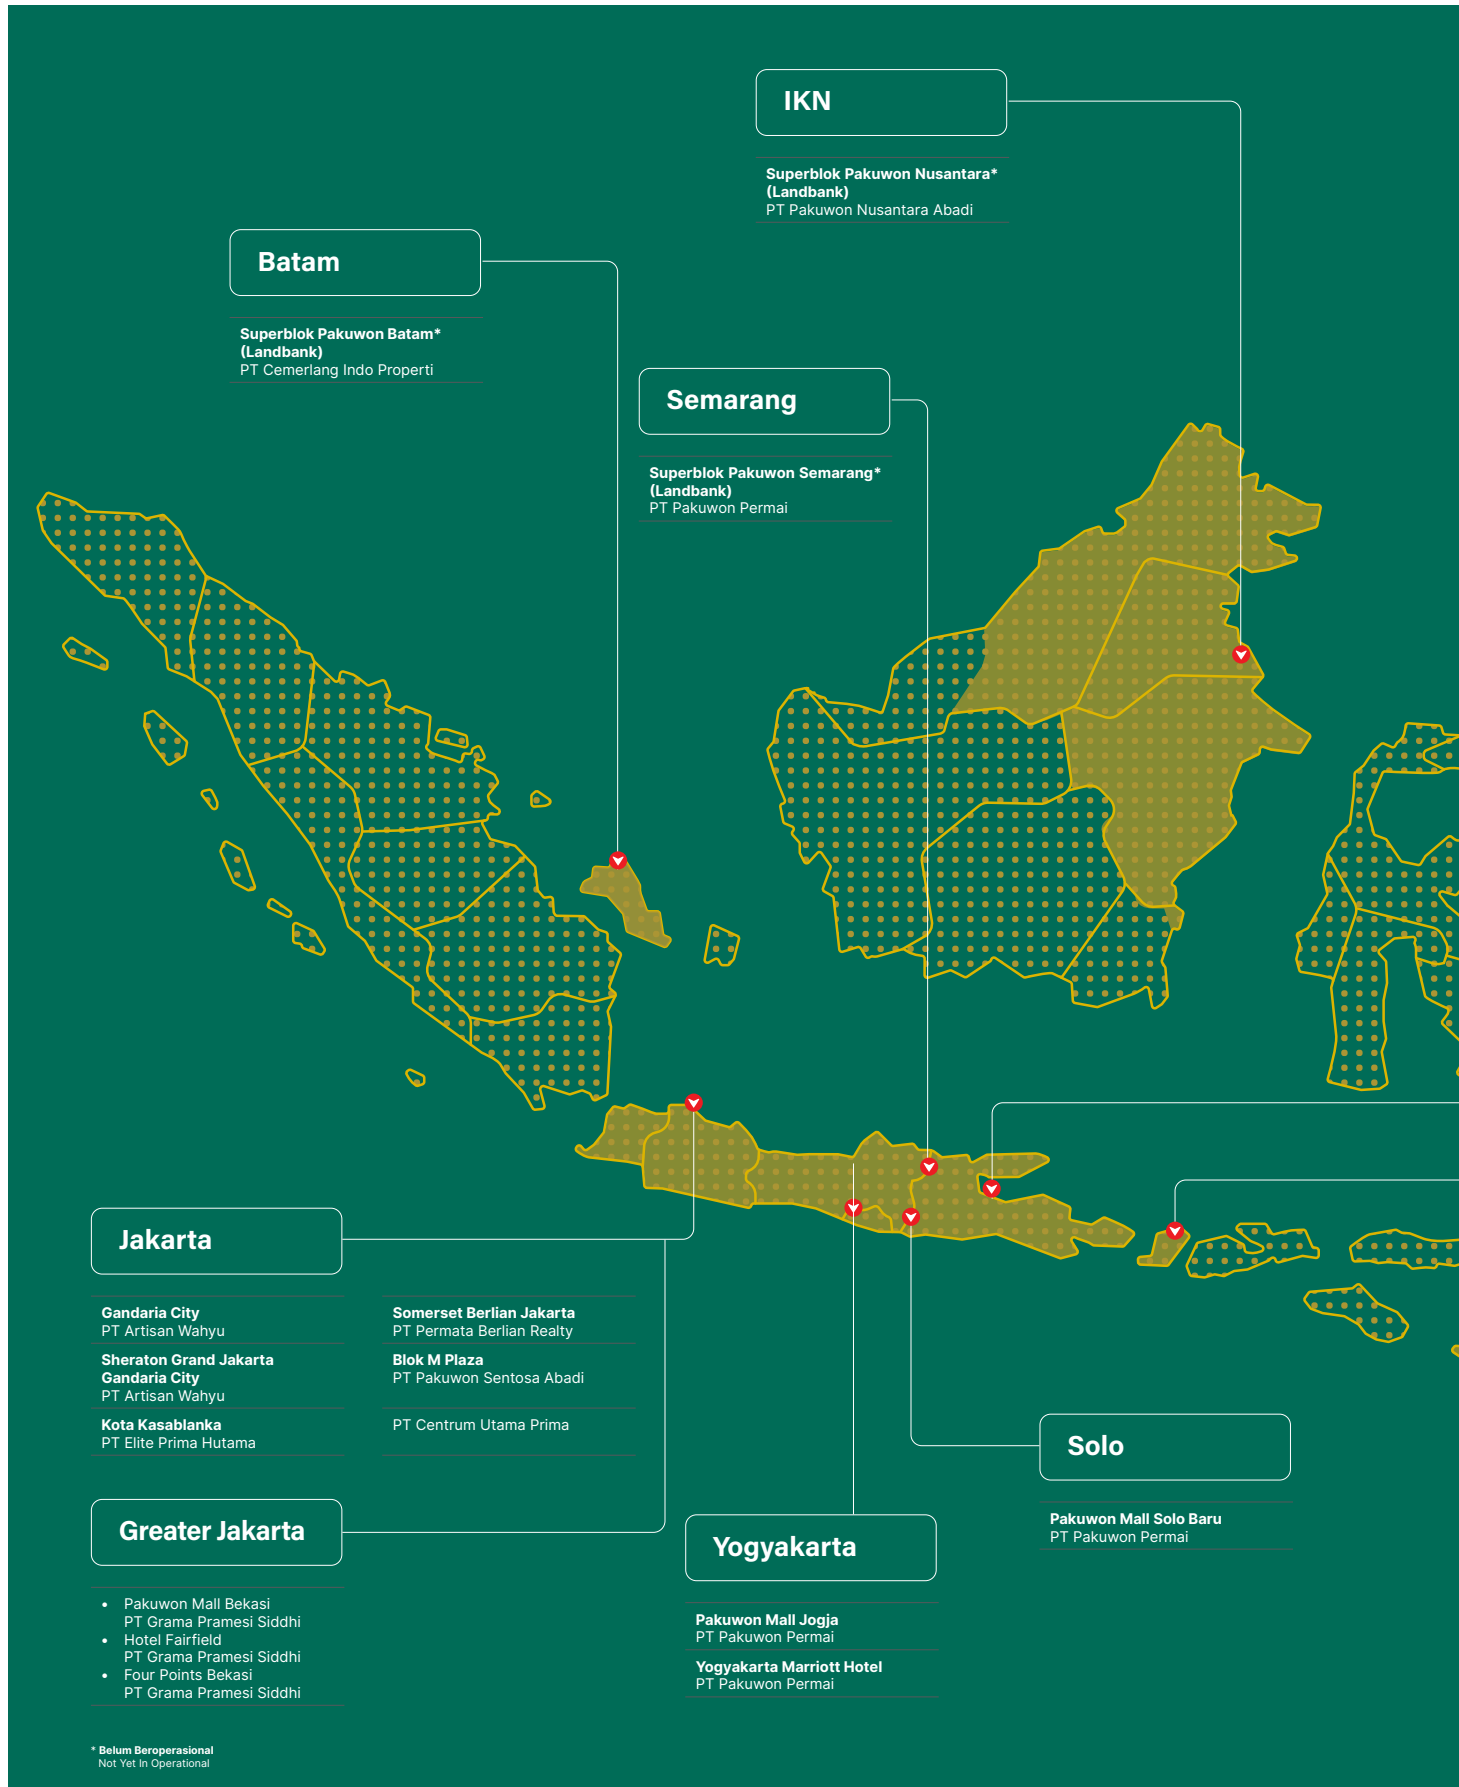 IKN
Superblok Pakuwon Nusantara*
(Landbank)
PT Pakuwon Nusantara Abadi
Batam
Superblok Pakuwon Batam*
(Landbank)
PT Cemerlang Indo Properti
Semarang
Superblok Pakuwon Semarang*
(Landbank)
PT Pakuwon Permai
Jakarta
Gandaria City
PT Artisan Wahyu
Sheraton Grand Jakarta
Gandaria City
PT Artisan Wahyu
Kota Kasablanka
PT Elite Prima Hutama
Somerset Berlian Jakarta
PT Permata Berlian Realty
Blok M Plaza
PT Pakuwon Sentosa Abadi
PT Centrum Utama Prima
Greater Jakarta
• Pakuwon Mall Bekasi
PT Grama Pramesi Siddhi
• Hotel Fairfield
PT Grama Pramesi Siddhi
• Four Points Bekasi
PT Grama Pramesi Siddhi
Yogyakarta
Pakuwon Mall Jogja
PT Pakuwon Permai
Yogyakarta Marriott Hotel
PT Pakuwon Permai
Solo
Pakuwon Mall Solo Baru
PT Pakuwon Permai
* Belum Beroperasional
Not Yet In Operational